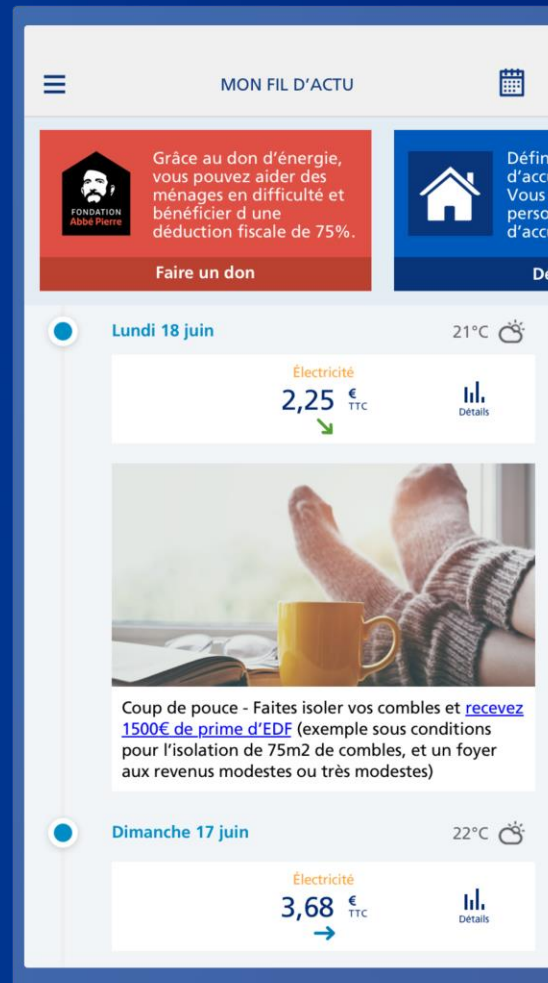 MON FIL D'ACTU
FONDATION
Abbé Pierre
Grâce au don d'énergie,
vous pouvez aider des
ménages en difficulté et
bénéficier d une
déduction fiscale de 75%.
Faire un don
Vous
Lundi 18 juin
21°C
Électricité
2,25 € TTC
Détails
Coup de pouce - Faites isoler vos combles et recevez
1500€ de prime d'EDF (exemple sous conditions
pour l'isolation de 75m2 de combles, et un foyer
aux revenus modestes ou très modestes)
Dimanche 17 juin
22°C
Électricité
3,68 € TTC
Détails